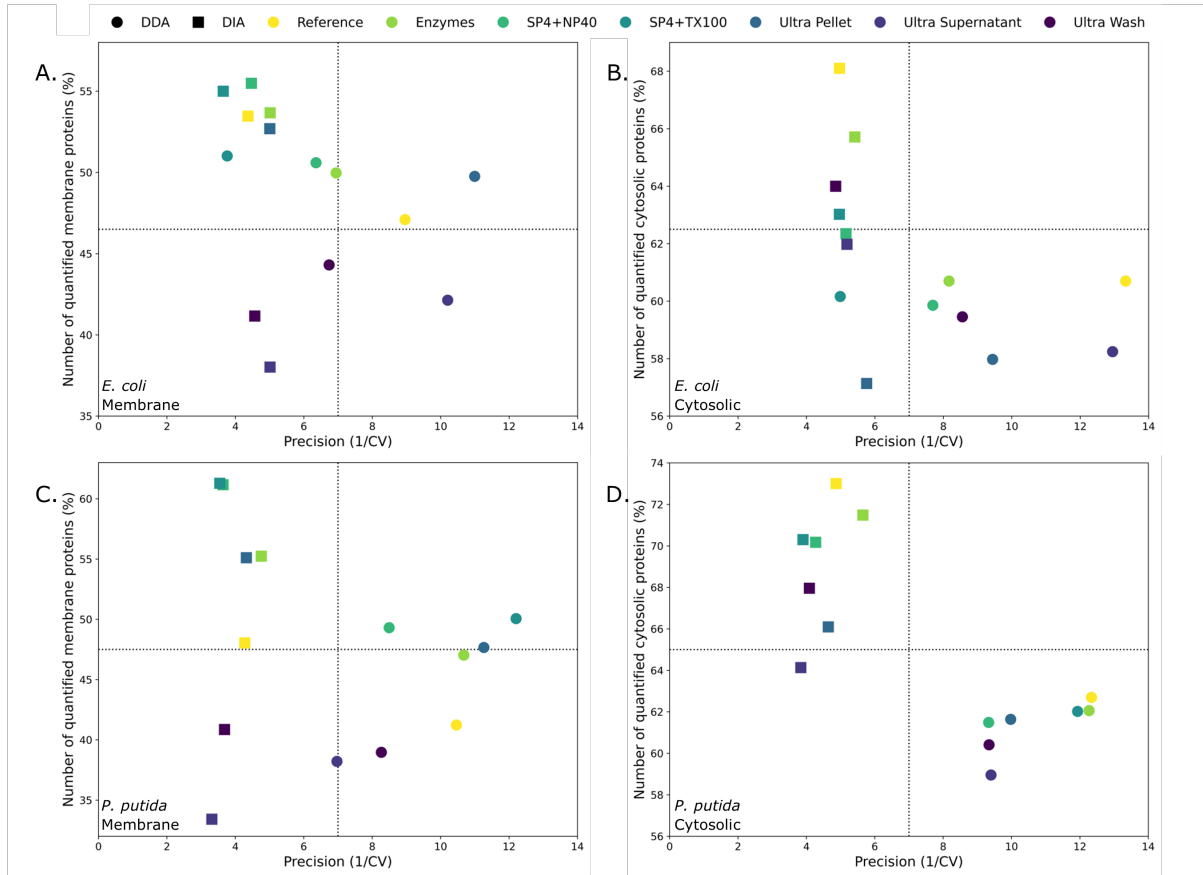 DDA DIA Reference Enzymes SP4+NP40 SP4+TX100 Ultra Pellet Ultra Supernatant Ultra Wash
A.
Number of quantified membrane proteins (%)
55
50
45
40
35
E. coli
Membrane
0 2 4 6 8 10 12 14
Precision (1/CV)
B.
Number of quantified cytosolic proteins (%)
68
66
64
62
60
58
56
E. coli
Cytosolic
0 2 4 6 8 10 12 14
Precision (1/CV)
C.
Number of quantified membrane proteins (%)
60
55
50
45
40
35
P. putida
Membrane
0 2 4 6 8 10 12 14
Precision (1/CV)
D.
Number of quantified cytosolic proteins (%)
74
72
70
68
66
64
62
60
58
56
P. putida
Cytosolic
0 2 4 6 8 10 12 14
Precision (1/CV)